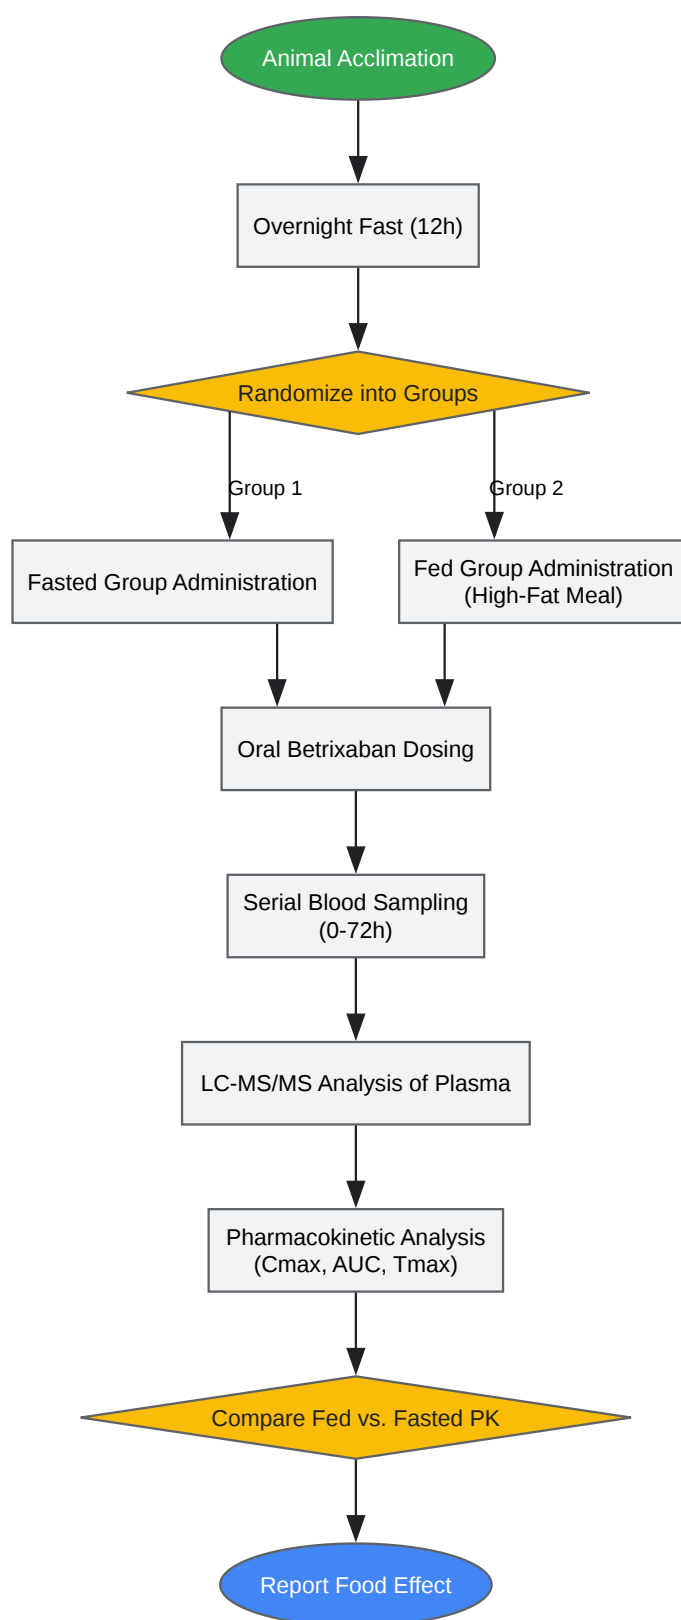 Animal Acclimation
Overnight Fast (12h)
Randomize into Groups
Group 1
Group 2
Fasted Group Administration
Fed Group Administration
(High-Fat Meal)
Oral Betrixaban Dosing
Serial Blood Sampling
(0-72h)
LC-MS/MS Analysis of Plasma
Pharmacokinetic Analysis
(Cmax, AUC, Tmax)
Compare Fed vs. Fasted PK
Report Food Effect